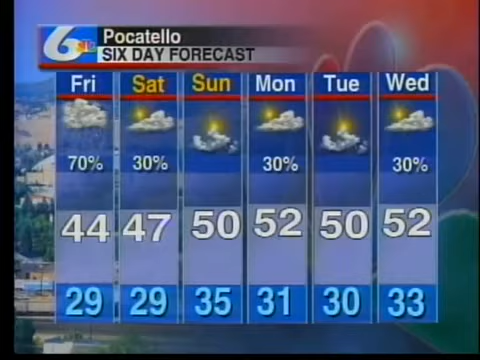 6
Pocatello
SIX DAY FORECAST
Fri Sat Sun Mon Tue Wed
70% 30% 30% 30%
44 47 50 52 50 52
29 29 35 31 30 33